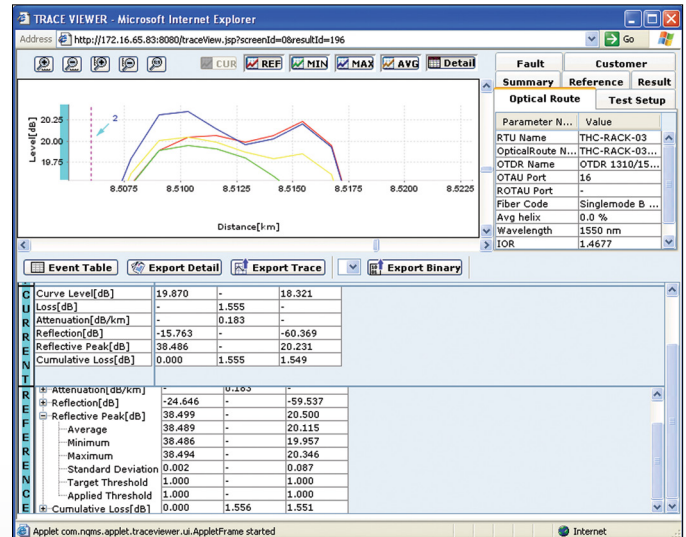 TRACE VIEWER - Microsoft Internet Explorer
Address http://172.16.65.83:8080/traceView.jsp?screenId=0&resultId=196 Go
CUR REF MIN MAX AVG Detail
Level[dB]
20.25
20.00
19.75
2
8.5075 8.5100 8.5125 8.5150 8.5175 8.5200 8.5225
Distance[km]
Fault Customer
Summary Reference Result
Optical Route Test Setup
Parameter N... Value
RTU Name THC-RACK-03
OpticalRoute N... THC-RACK-03...
OTDR Name OTDR 1310/15...
OTAU Port 16
ROTAU Port -
Fiber Code Singlemode B ...
Avg helix 0.0 %
Wavelength 1550 nm
IOR 1.4677
Event Table Export Detail Export Trace Export Binary
CURRENT
Curve Level[dB] 19.870 - 18.321
Loss[dB] - 1.555 -
Attenuation[dB/km] - 0.183 -
Reflection[dB] -15.763 - -60.369
Reflective Peak[dB] 38.486 - 20.231
Cumulative Loss[dB] 0.000 1.555 1.549
REFERENCE
Attenuation[dB/km] - 0.183 -
Reflection[dB] -24.646 - -59.537
Reflective Peak[dB] 38.499 - 20.500
Average 38.489 - 20.115
Minimum 38.486 - 19.957
Maximum 38.494 - 20.346
Standard Deviation 0.002 - 0.087
Target Threshold 1.000 - 1.000
Applied Threshold 1.000 - 1.000
Cumulative Loss[dB] 0.000 1.556 1.551
Applet com.nqms.applet.traceviewer.ui.AppletFrame started Internet